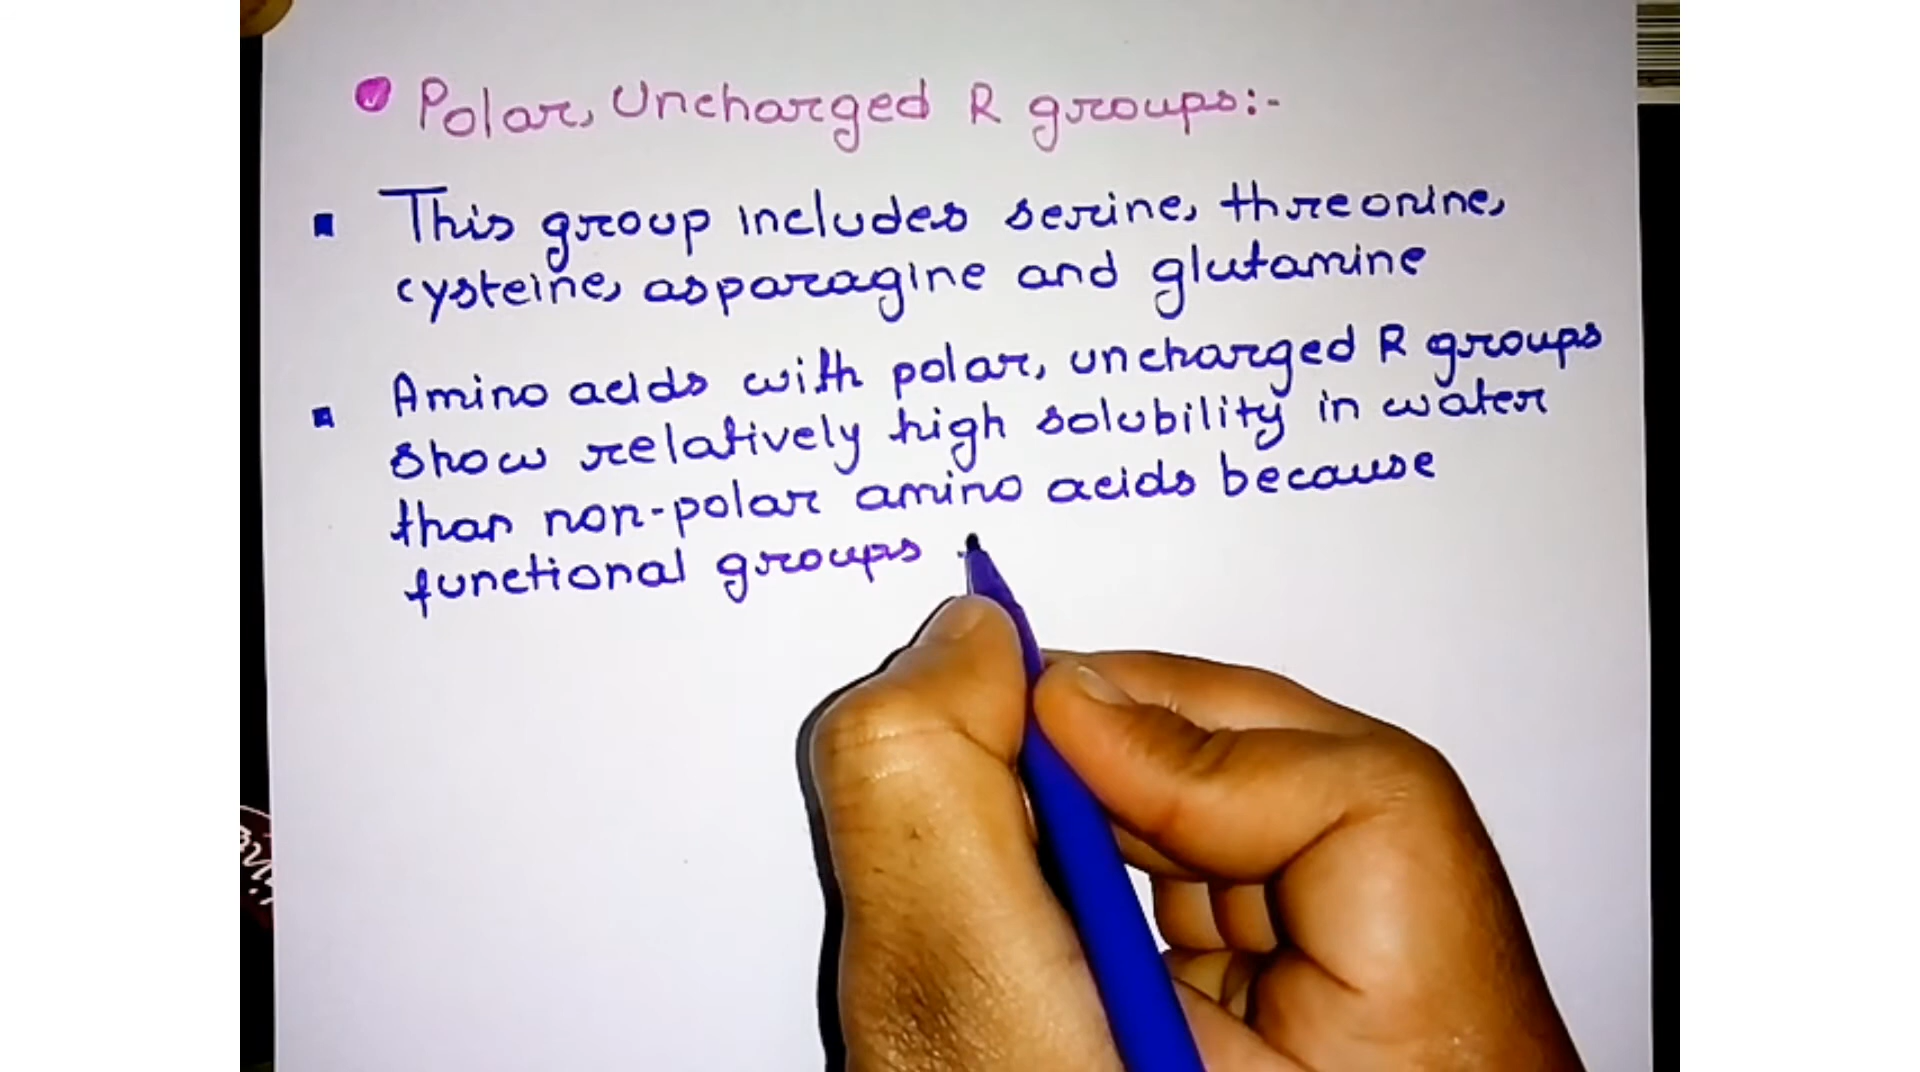 Polar, Uncharged R groups:-
This group includes serine, threonine,
cysteine, asparagine and glutamine
Amino acids with polar, uncharged R groups
show relatively high solubility in water
than non-polar amino acids because
functional groups